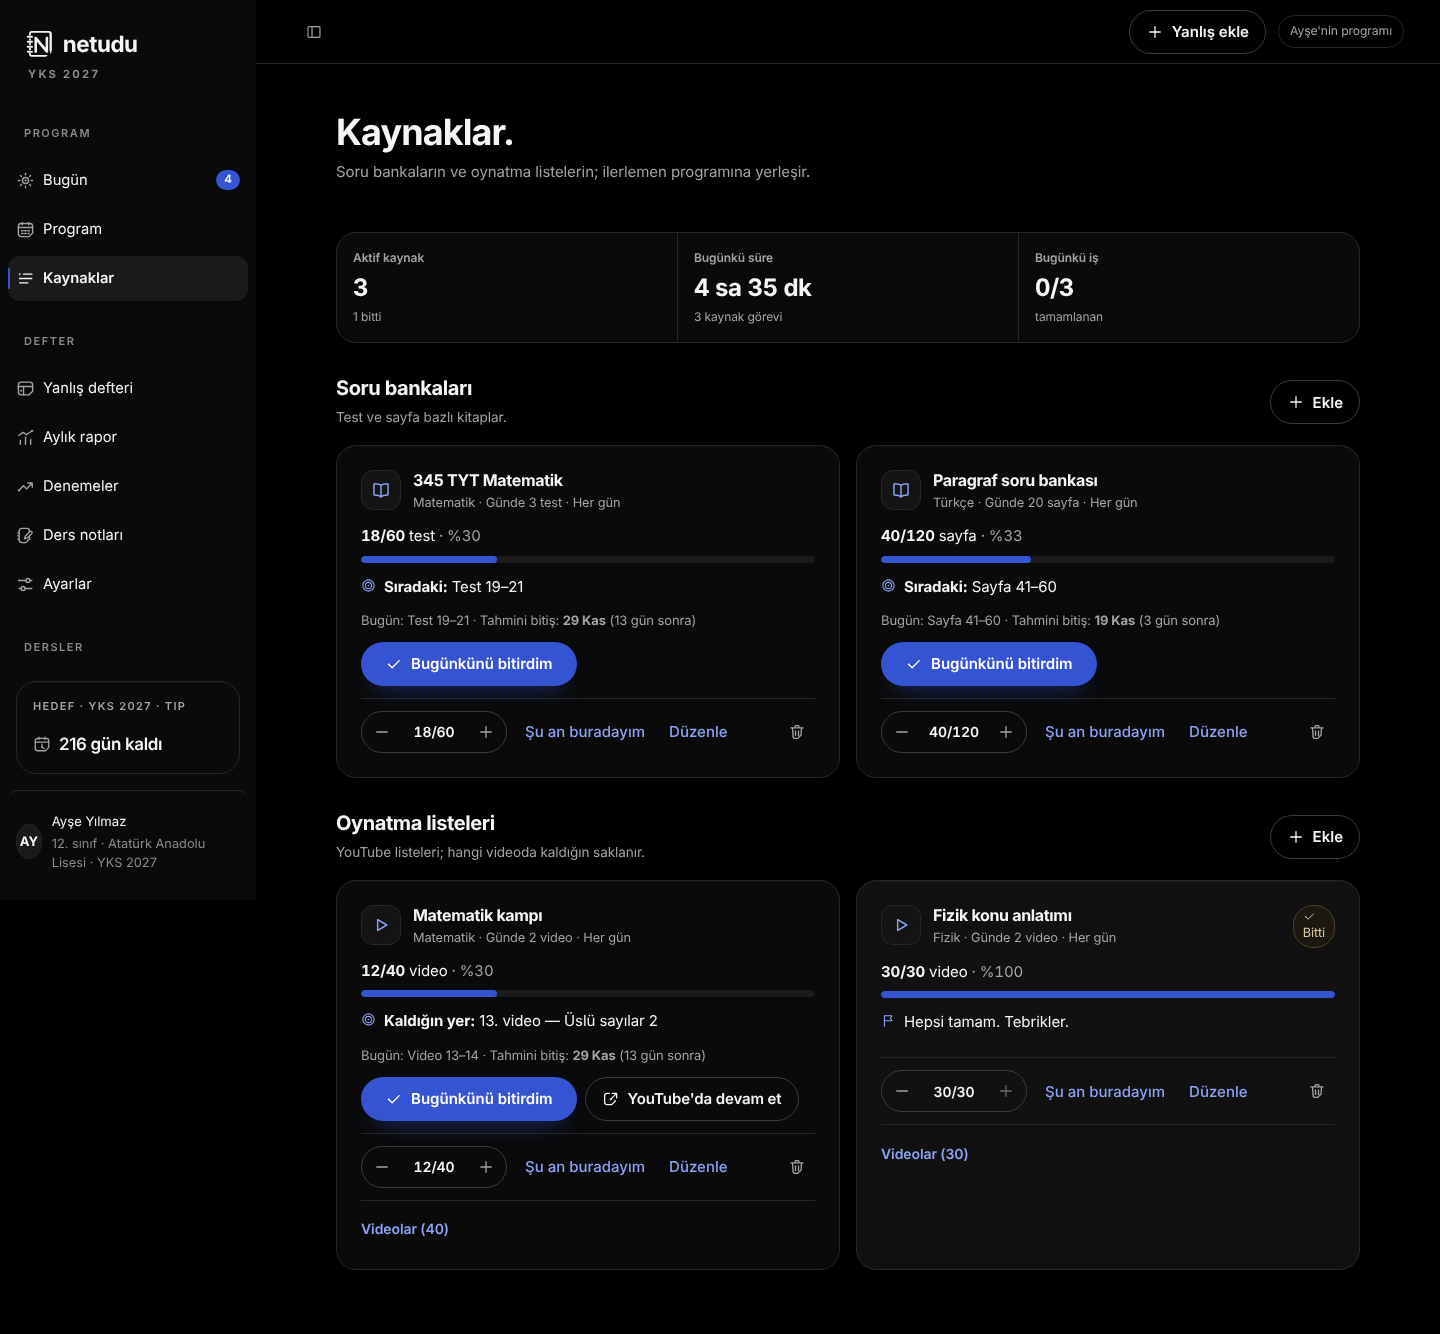 netudu
YKS 2027
PROGRAM
Bugün
4
Program
Kaynaklar
DEFTER
Yanlış defteri
Aylık rapor
Denemeler
Ders notları
Ayarlar
DERSLER
HEDEF · YKS 2027 · TIP
216 gün kaldı
AY
Ayşe Yılmaz
12. sınıf · Atatürk Anadolu
Lisesi · YKS 2027
Yanlış ekle
Ayşe'nin programı
Kaynaklar.
Soru bankaların ve oynatma listelerin; ilerlemen programına yerleşir.
Aktif kaynak
3
1 bitti
Bugünkü süre
4 sa 35 dk
3 kaynak görevi
Bugünkü iş
0/3
tamamlanan
Soru bankaları
Test ve sayfa bazlı kitaplar.
Ekle
345 TYT Matematik
Matematik · Günde 3 test · Her gün
18/60 test · %30
Sıradaki: Test 19–21
Bugün: Test 19–21 · Tahmini bitiş: 29 Kas (13 gün sonra)
Bugünkünü bitirdim
18/60
Şu an buradayım
Düzenle
Paragraf soru bankası
Türkçe · Günde 20 sayfa · Her gün
40/120 sayfa · %33
Sıradaki: Sayfa 41–60
Bugün: Sayfa 41–60 · Tahmini bitiş: 19 Kas (3 gün sonra)
Bugünkünü bitirdim
40/120
Şu an buradayım
Düzenle
Oynatma listeleri
YouTube listeleri; hangi videoda kaldığın saklanır.
Ekle
Matematik kampı
Matematik · Günde 2 video · Her gün
12/40 video · %30
Kaldığın yer: 13. video — Üslü sayılar 2
Bugün: Video 13–14 · Tahmini bitiş: 29 Kas (13 gün sonra)
Bugünkünü bitirdim
YouTube'da devam et
12/40
Şu an buradayım
Düzenle
Videolar (40)
Fizik konu anlatımı
Fizik · Günde 2 video · Her gün
Bitti
30/30 video · %100
Hepsi tamam. Tebrikler.
30/30
Şu an buradayım
Düzenle
Videolar (30)